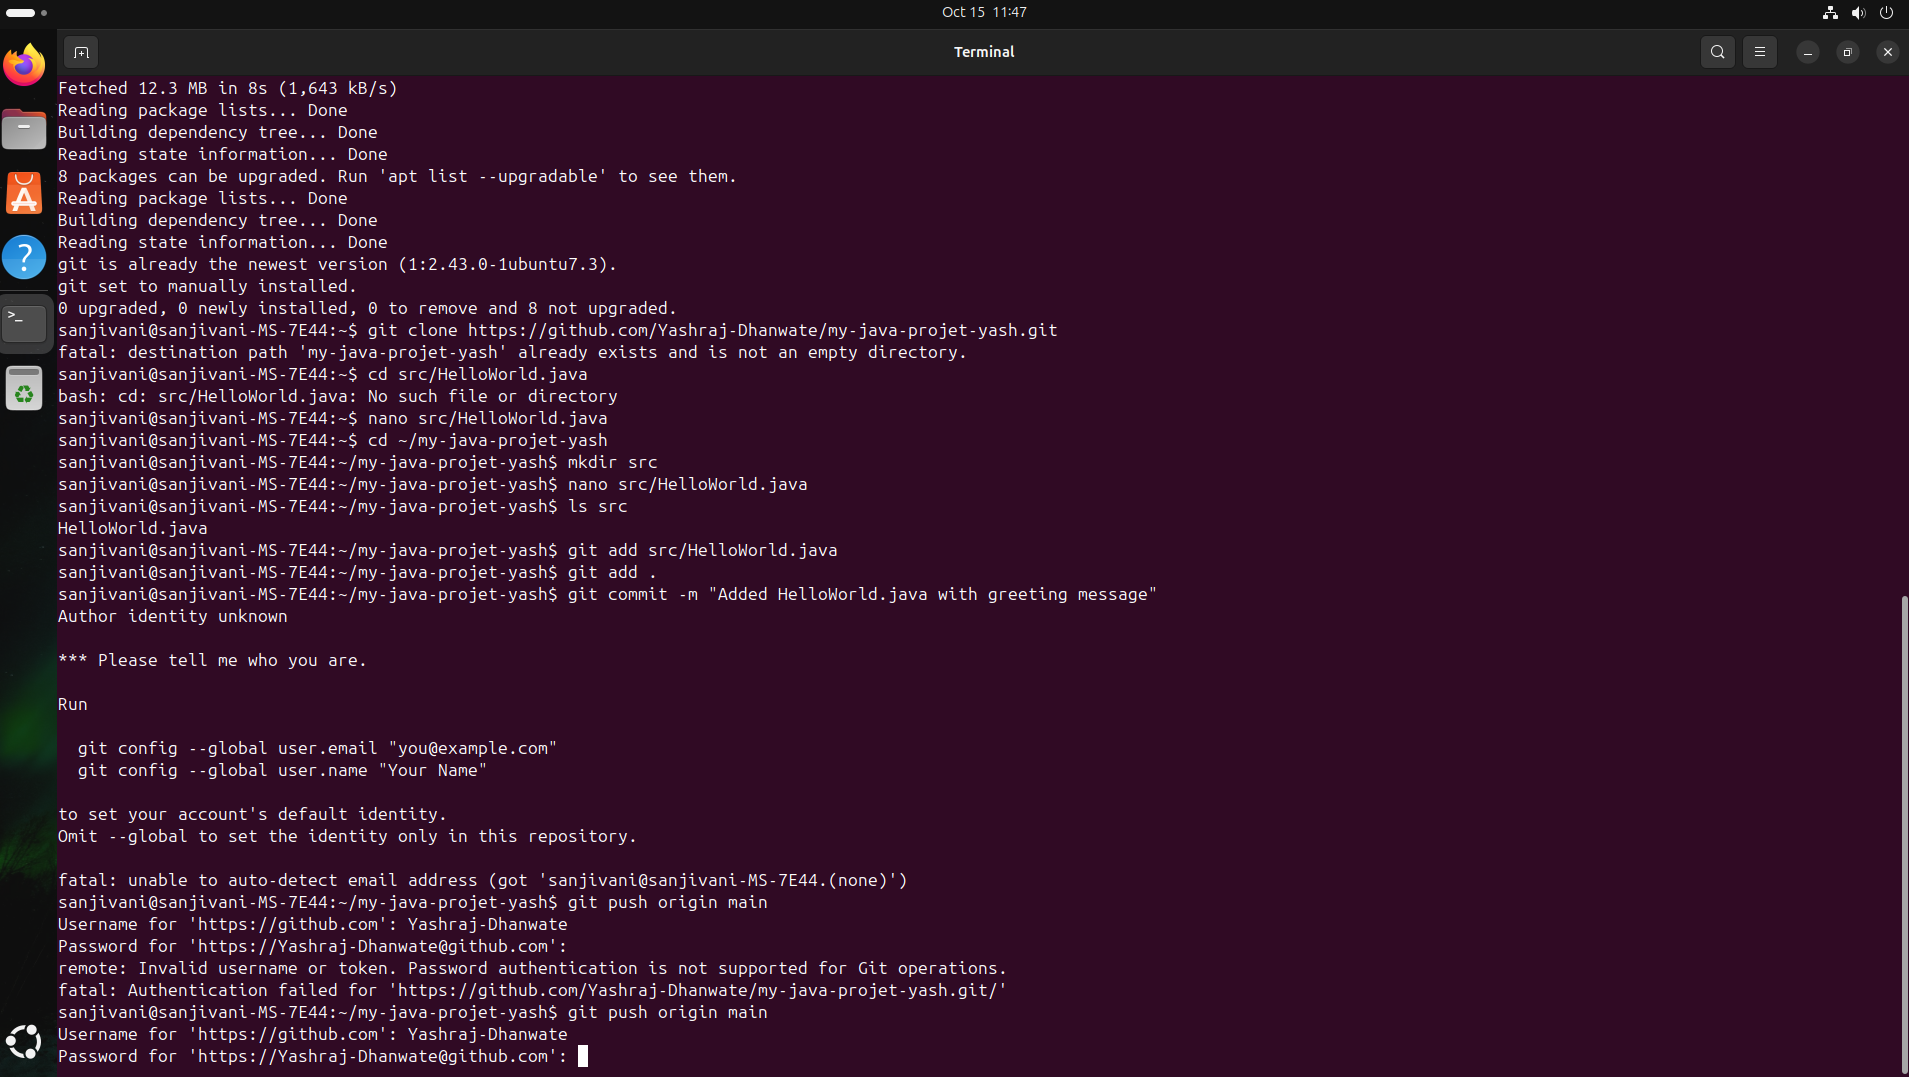 Oct 15 11:47
Terminal
Fetched 12.3 MB in 8s (1,643 kB/s)
Reading package lists... Done
Building dependency tree... Done
Reading state information... Done
8 packages can be upgraded. Run 'apt list --upgradable' to see them.
Reading package lists... Done
Building dependency tree... Done
Reading state information... Done
git is already the newest version (1:2.43.0-1ubuntu7.3).
git set to manually installed.
0 upgraded, 0 newly installed, 0 to remove and 8 not upgraded.
sanjivani@sanjivani-MS-7E44:~$ git clone https://github.com/Yashraj-Dhanwate/my-java-projet-yash.git
fatal: destination path 'my-java-projet-yash' already exists and is not an empty directory.
sanjivani@sanjivani-MS-7E44:~$ cd src/HelloWorld.java
bash: cd: src/HelloWorld.java: No such file or directory
sanjivani@sanjivani-MS-7E44:~$ nano src/HelloWorld.java
sanjivani@sanjivani-MS-7E44:~$ cd ~/my-java-projet-yash
sanjivani@sanjivani-MS-7E44:~/my-java-projet-yash$ mkdir src
sanjivani@sanjivani-MS-7E44:~/my-java-projet-yash$ nano src/HelloWorld.java
sanjivani@sanjivani-MS-7E44:~/my-java-projet-yash$ ls src
HelloWorld.java
sanjivani@sanjivani-MS-7E44:~/my-java-projet-yash$ git add src/HelloWorld.java
sanjivani@sanjivani-MS-7E44:~/my-java-projet-yash$ git add .
sanjivani@sanjivani-MS-7E44:~/my-java-projet-yash$ git commit -m "Added HelloWorld.java with greeting message"
Author identity unknown

*** Please tell me who you are.

Run

  git config --global user.email "you@example.com"
  git config --global user.name "Your Name"

to set your account's default identity.
Omit --global to set the identity only in this repository.

fatal: unable to auto-detect email address (got 'sanjivani@sanjivani-MS-7E44.(none)')
sanjivani@sanjivani-MS-7E44:~/my-java-projet-yash$ git push origin main
Username for 'https://github.com': Yashraj-Dhanwate
Password for 'https://Yashraj-Dhanwate@github.com':
remote: Invalid username or token. Password authentication is not supported for Git operations.
fatal: Authentication failed for 'https://github.com/Yashraj-Dhanwate/my-java-projet-yash.git/'
sanjivani@sanjivani-MS-7E44:~/my-java-projet-yash$ git push origin main
Username for 'https://github.com': Yashraj-Dhanwate
Password for 'https://Yashraj-Dhanwate@github.com':